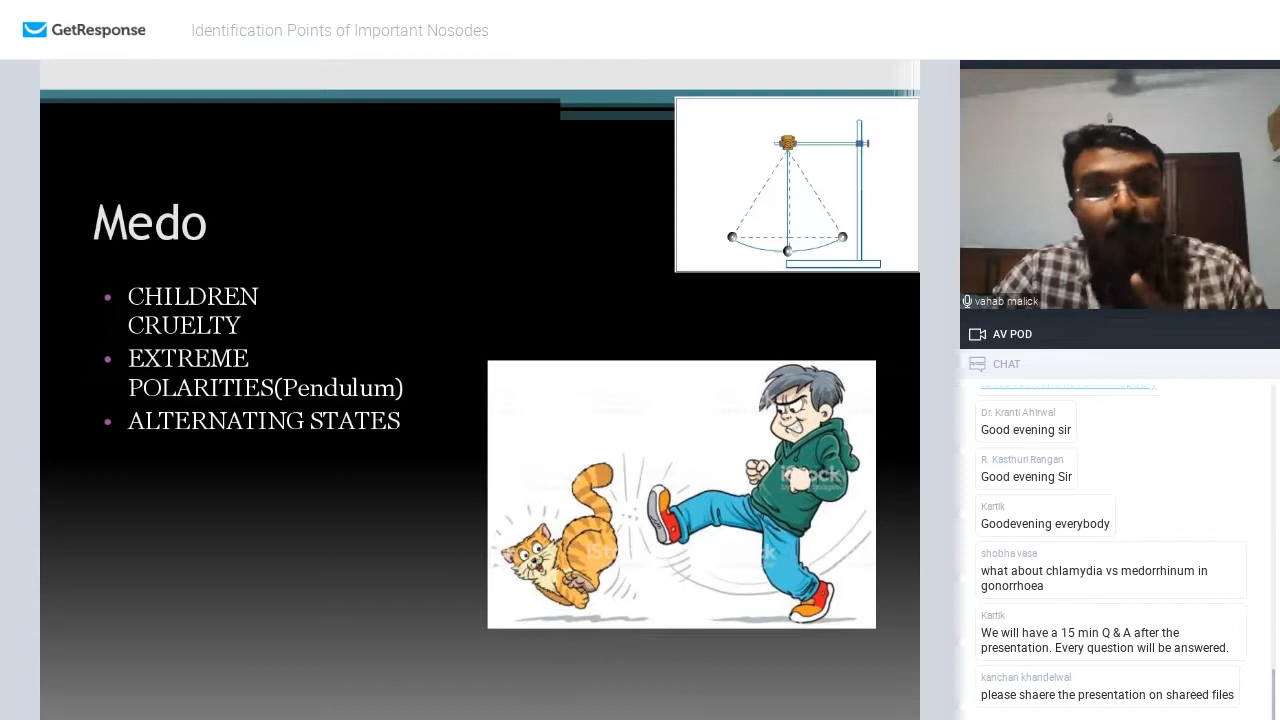 GetResponse
Identification Points of Important Nosodes
Medo
• CHILDREN
CRUELTY
• EXTREME
POLARITIES(Pendulum)
• ALTERNATING STATES
iStock
vahab malick
AV POD
CHAT
Dr. Kranti Ahirwal
Good evening sir
R. Kasthuri Rangan
Good evening Sir
Kartik
Goodevening everybody
shobha vasa
what about chlamydia vs medorrhinum in
gonorrhoea
Kartik
We will have a 15 min Q & A after the
presentation. Every question will be answered.
kanchan khandelwal
please shaere the presentation on shareed files